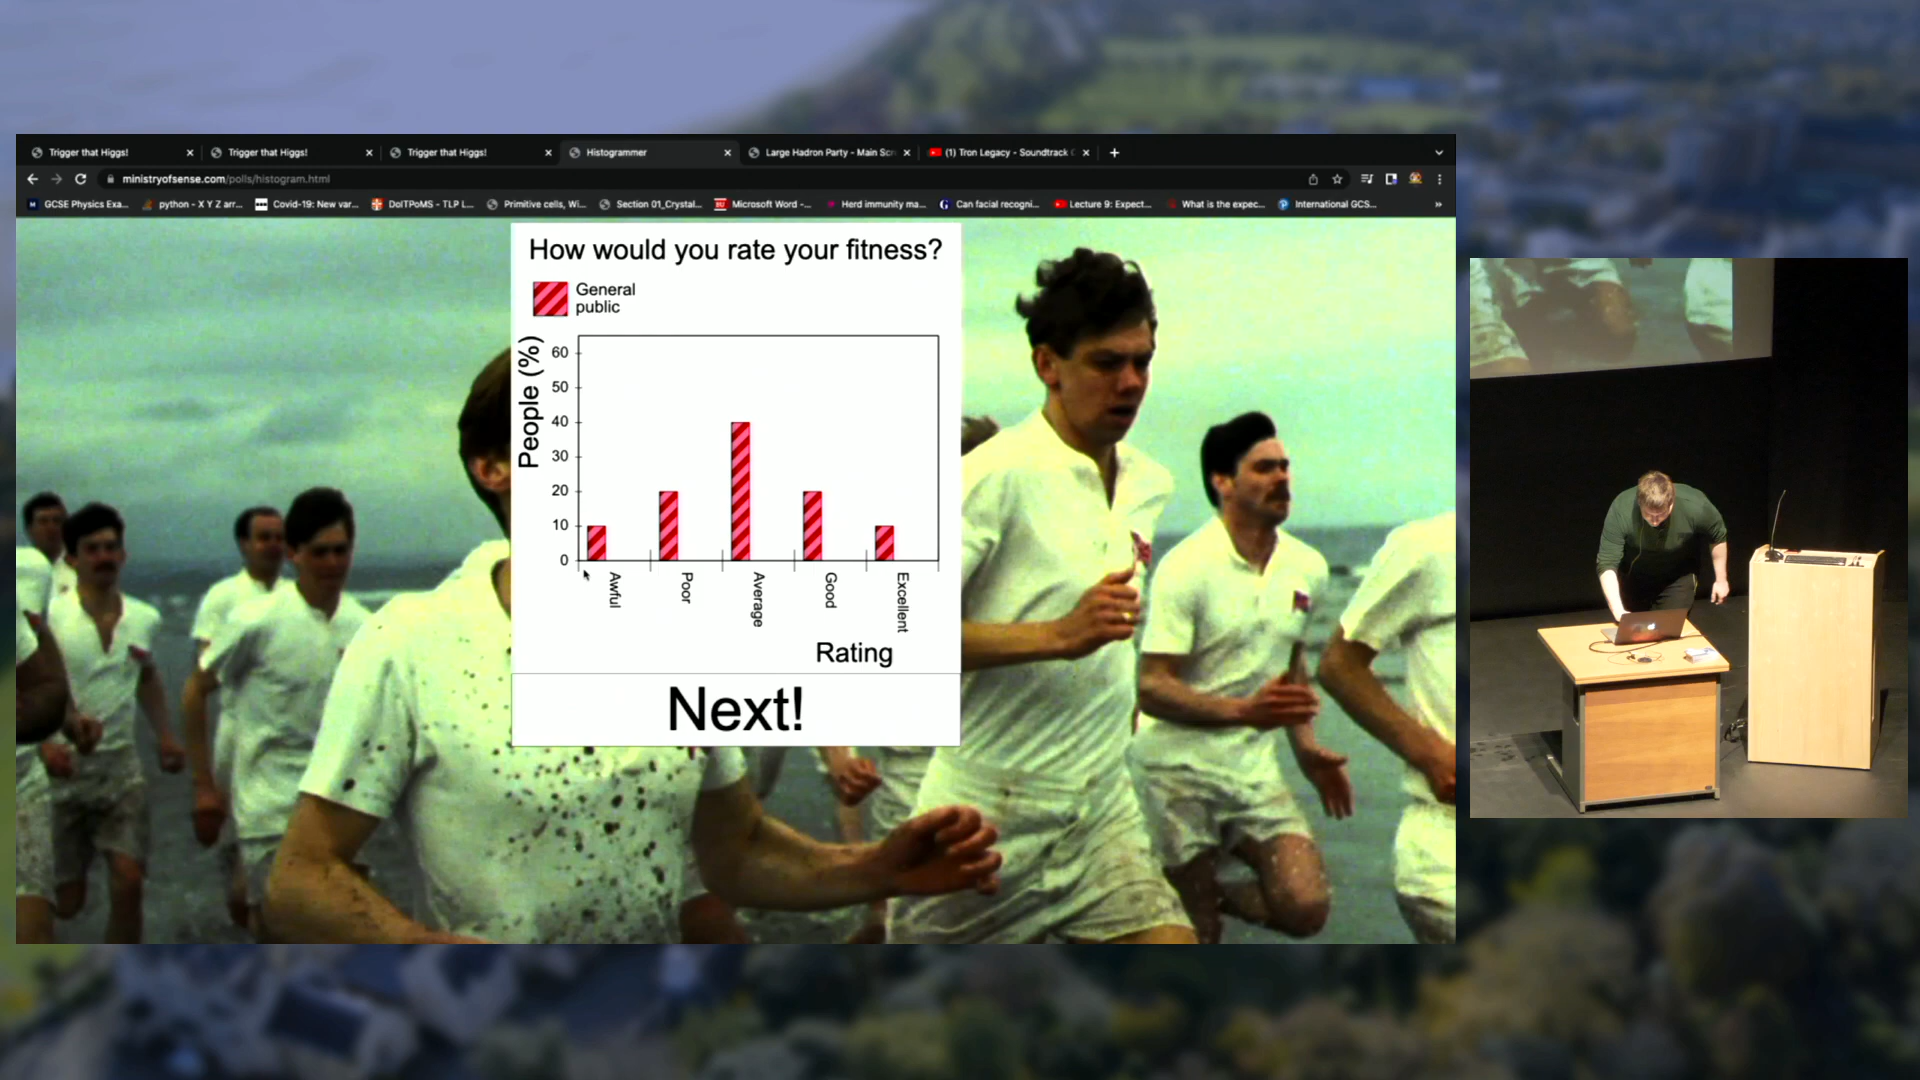 Trigger that Higgs!
Trigger that Higgs!
Trigger that Higgs!
Histogrammer
Large Hadron Party - Main Scr
(1) Tron Legacy - Soundtrack
ministryofsense.com/polls/histogram.html
GCSE Physics Exa...
python - X Y Z arr...
Covid-19: New var...
DoITPoMS - TLP L...
Primitive cells, Wi...
Section 01_Crystal...
Microsoft Word -...
Herd immunity ma...
Can facial recogni...
Lecture 9: Expect...
What is the expec...
International GCS...
How would you rate your fitness?
General
public
People (%)
60
50
40
30
20
10
0
Awful
Poor
Average
Good
Excellent
Rating
Next!